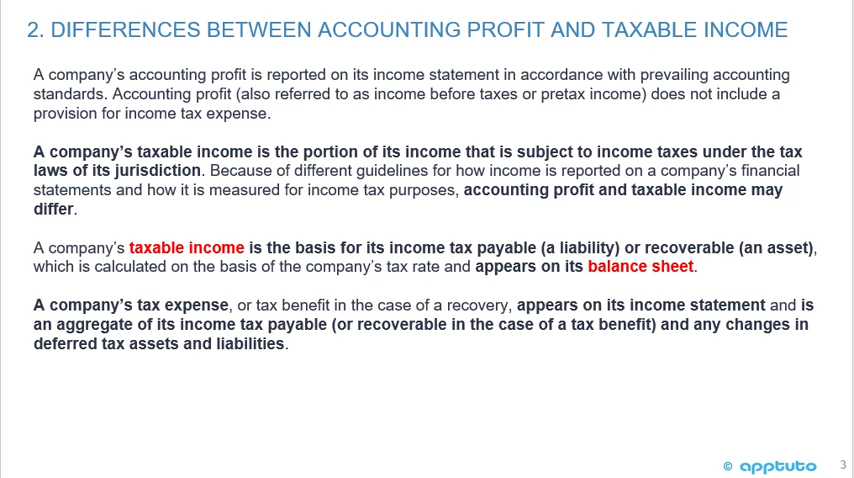 2. DIFFERENCES BETWEEN ACCOUNTING PROFIT AND TAXABLE INCOME
A company's accounting profit is reported on its income statement in accordance with prevailing accounting
standards. Accounting profit (also referred to as income before taxes or pretax income) does not include a
provision for income tax expense.
A company's taxable income is the portion of its income that is subject to income taxes under the tax
laws of its jurisdiction. Because of different guidelines for how income is reported on a company's financial
statements and how it is measured for income tax purposes, accounting profit and taxable income may
differ.
A company's taxable income is the basis for its income tax payable (a liability) or recoverable (an asset),
which is calculated on the basis of the company's tax rate and appears on its balance sheet.
A company's tax expense, or tax benefit in the case of a recovery, appears on its income statement and is
an aggregate of its income tax payable (or recoverable in the case of a tax benefit) and any changes in
deferred tax assets and liabilities.
© apptuto 3